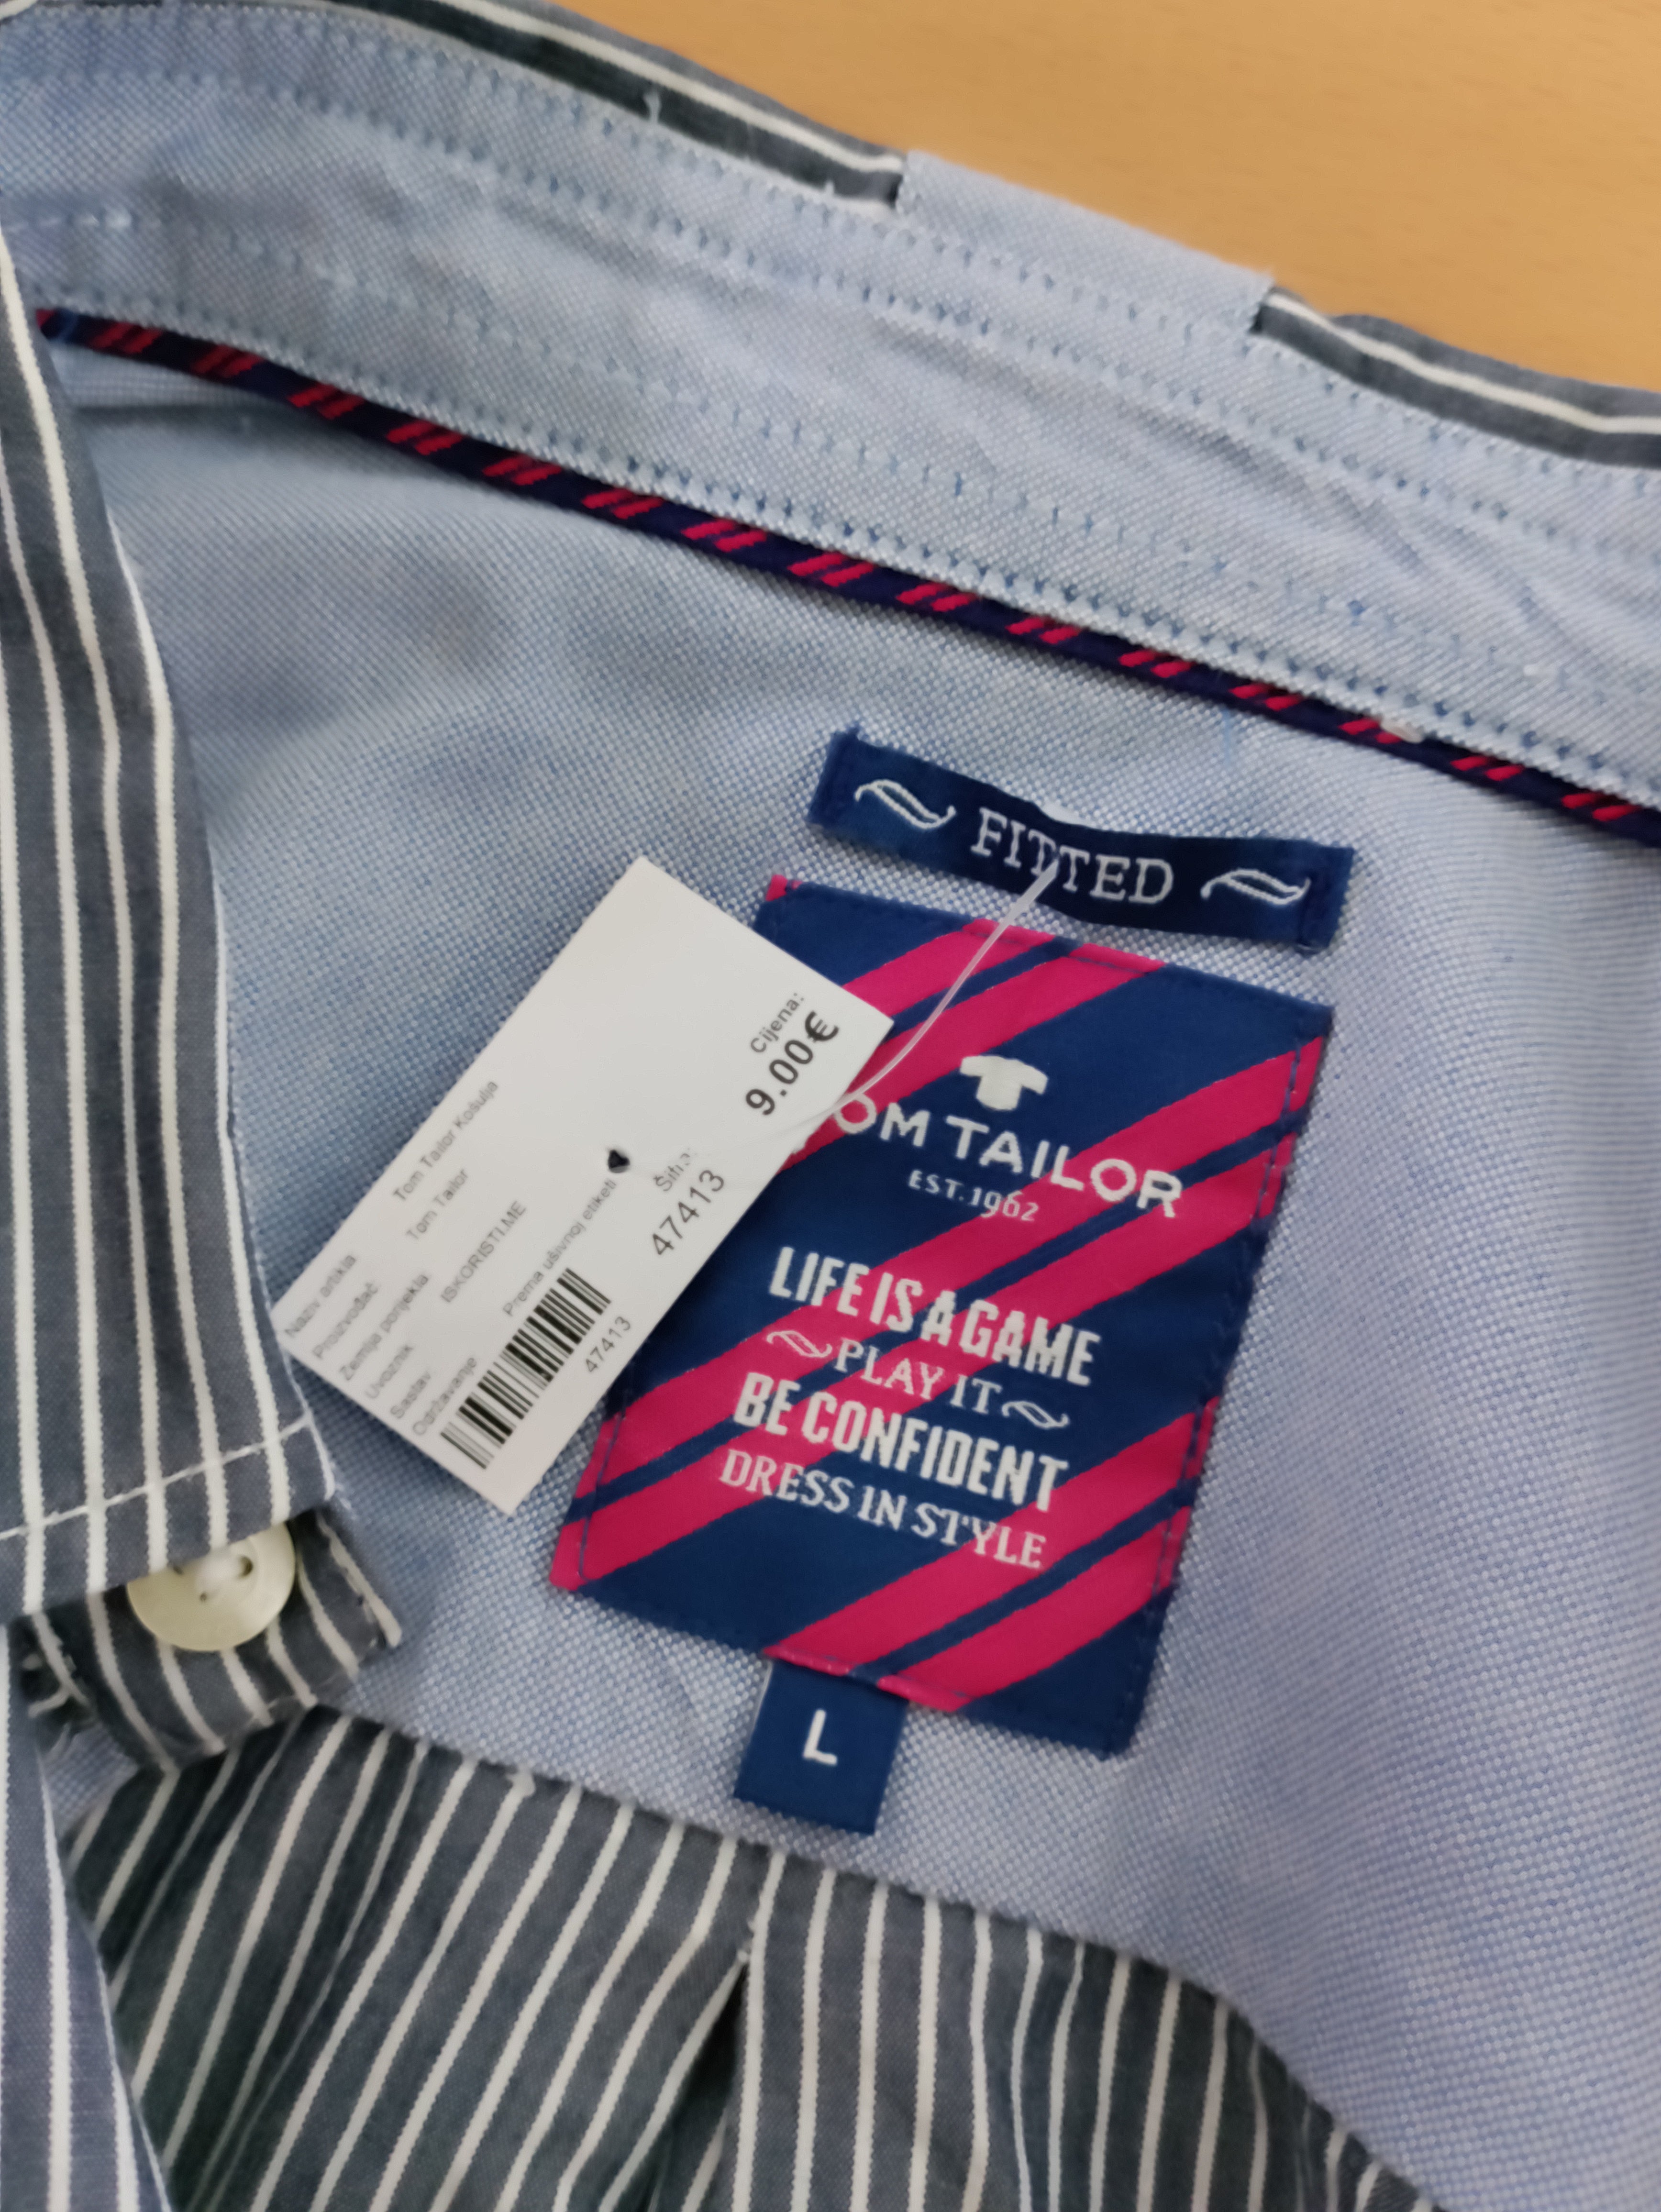 FITTED
TOM TAILOR
EST. 1962
LIFE IS A GAME
PLAY IT
BE CONFIDENT
DRESS IN STYLE
L
Naziv artikla Tom Tailor Košulja
Proizvođač: Tom Tailor
Zemlja porijekla
Uvoznik ISKORISTI.ME
Sastav
Održavanje Prema ušivnoj etiketi
47413
Šifra:
47413
Cijena:
9.00€